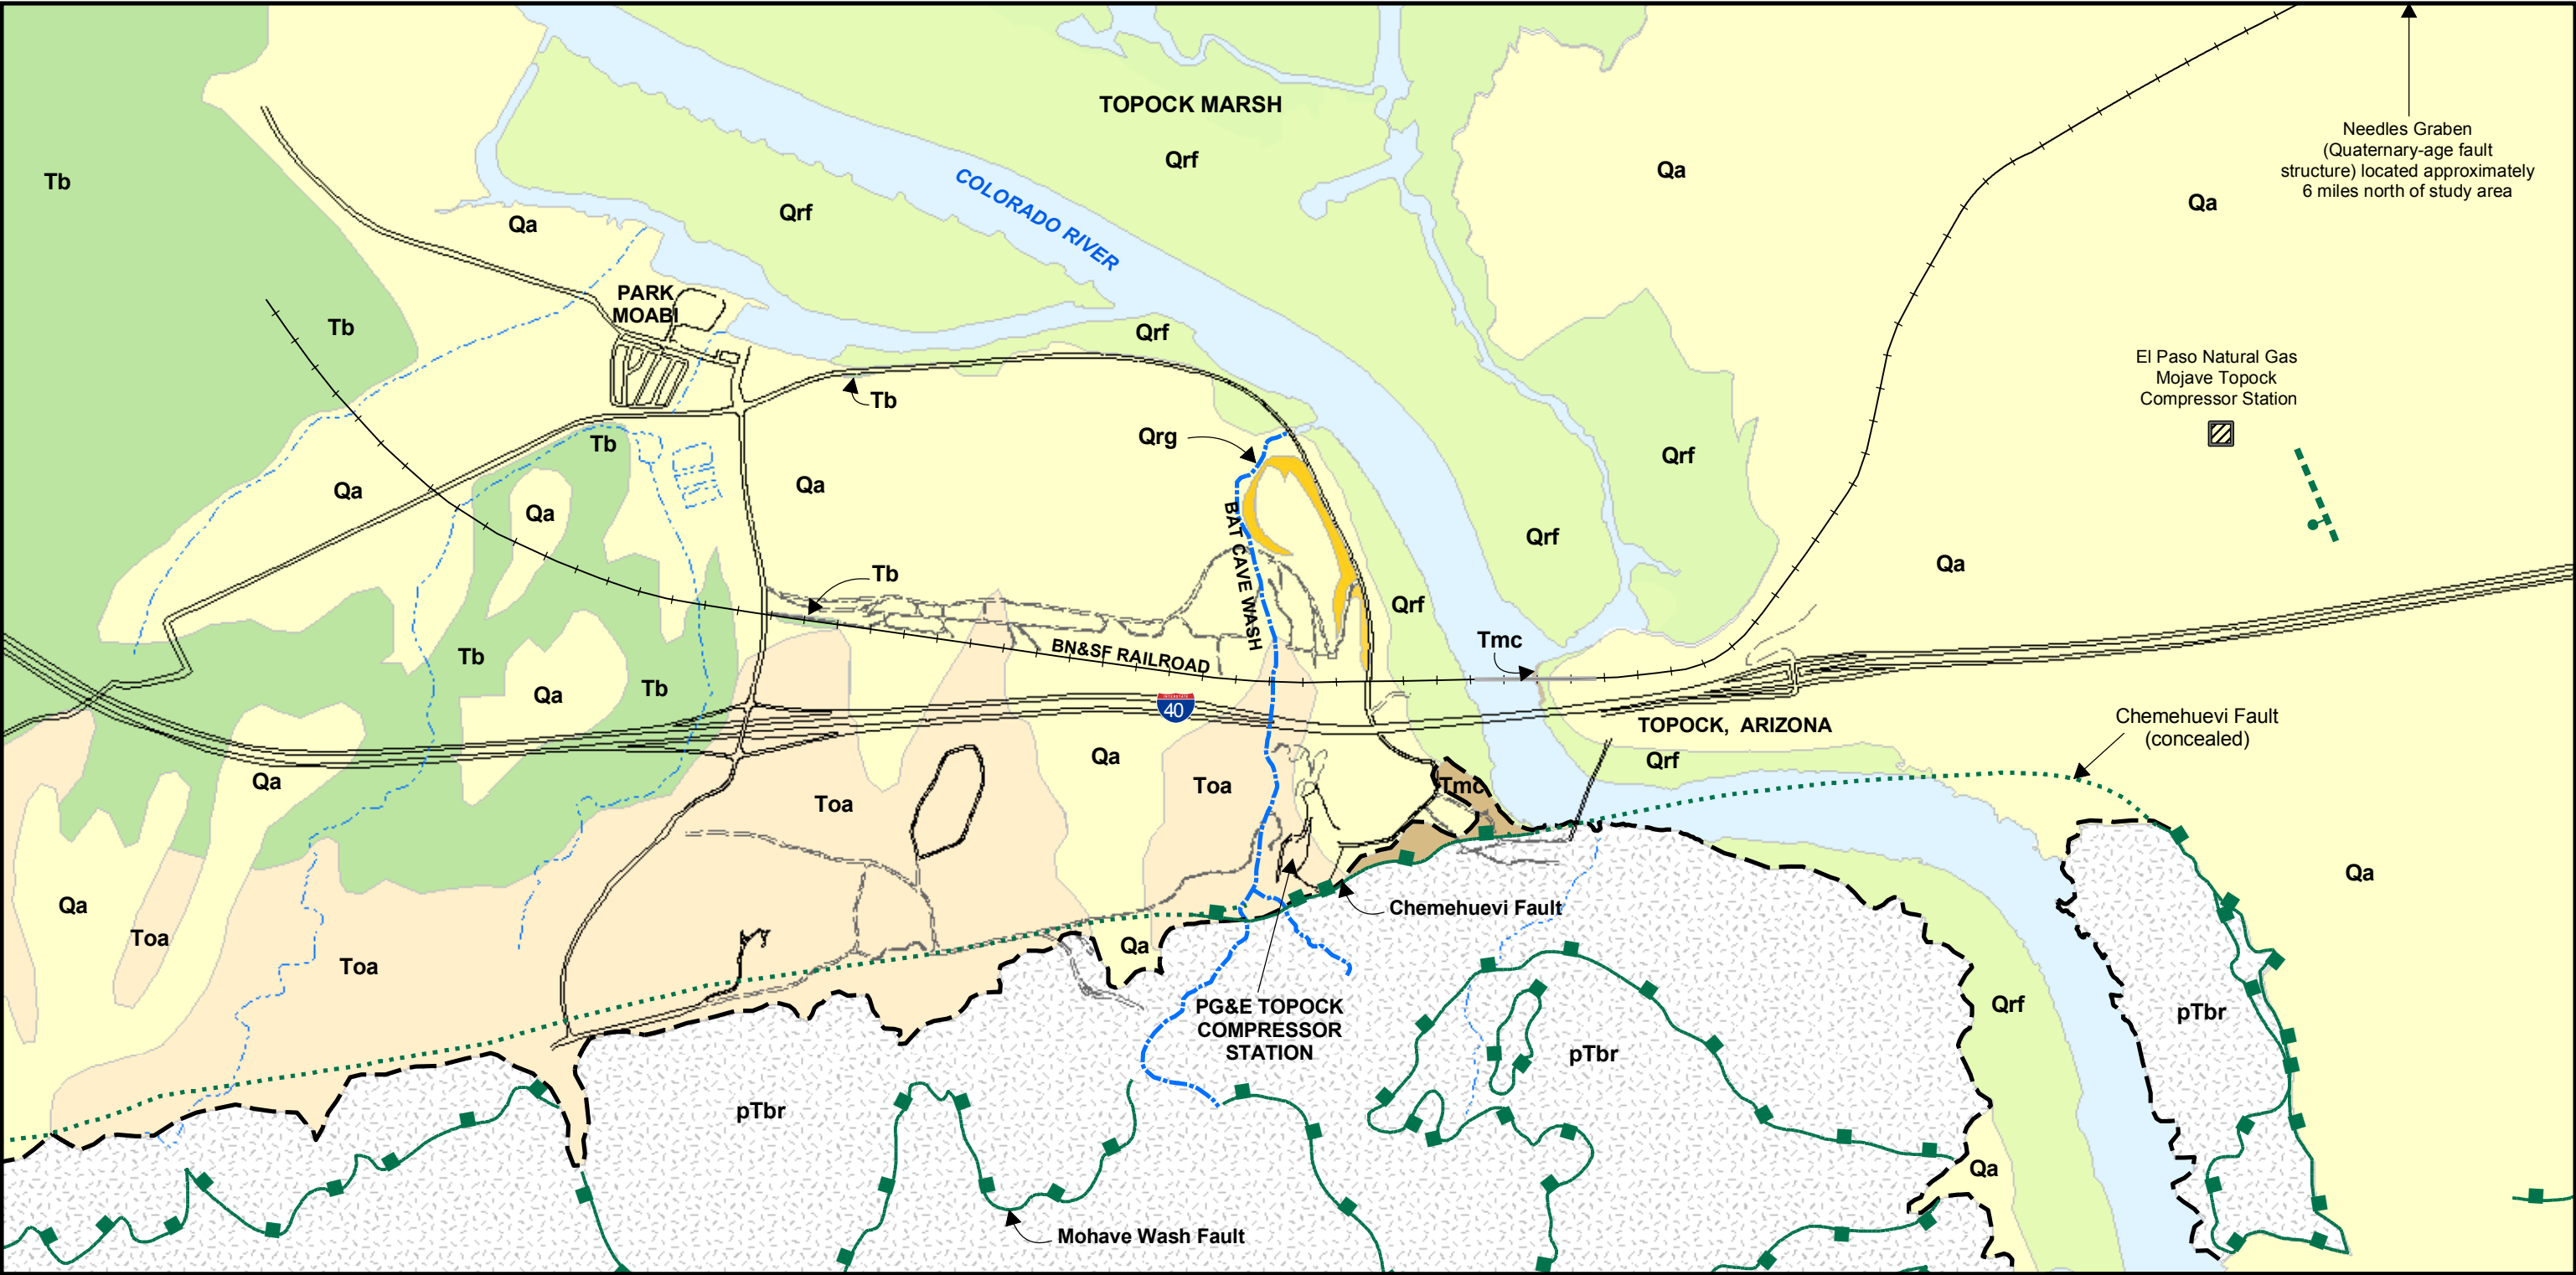 TOPOCK MARSH
Needles Graben
(Quaternary-age fault
structure) located approximately
6 miles north of study area
Qrf
Qa
Tb
Qa
Qrf
COLORADO RIVER
Qa
PARK
MOABI
Tb
Qrf
El Paso Natural Gas
Mojave Topock
Compressor Station
Tb
Qrg
Tb
Qrf
Qa
Qa
Qa
BAT CAVE WASH
Qrf
Qa
Tb
Qrf
Tmc
BN&SF RAILROAD
Tb
Tb
Qa
INTERSTATE
40
TOPOCK, ARIZONA
Chemehuevi Fault
(concealed)
Qa
Qrf
Qa
Toa
Tmc
Toa
Qa
Qa
Chemehuevi Fault
Toa
Qa
Toa
PG&E TOPOCK
COMPRESSOR
STATION
Qrf
pTbr
pTbr
pTbr
Qa
Mohave Wash Fault